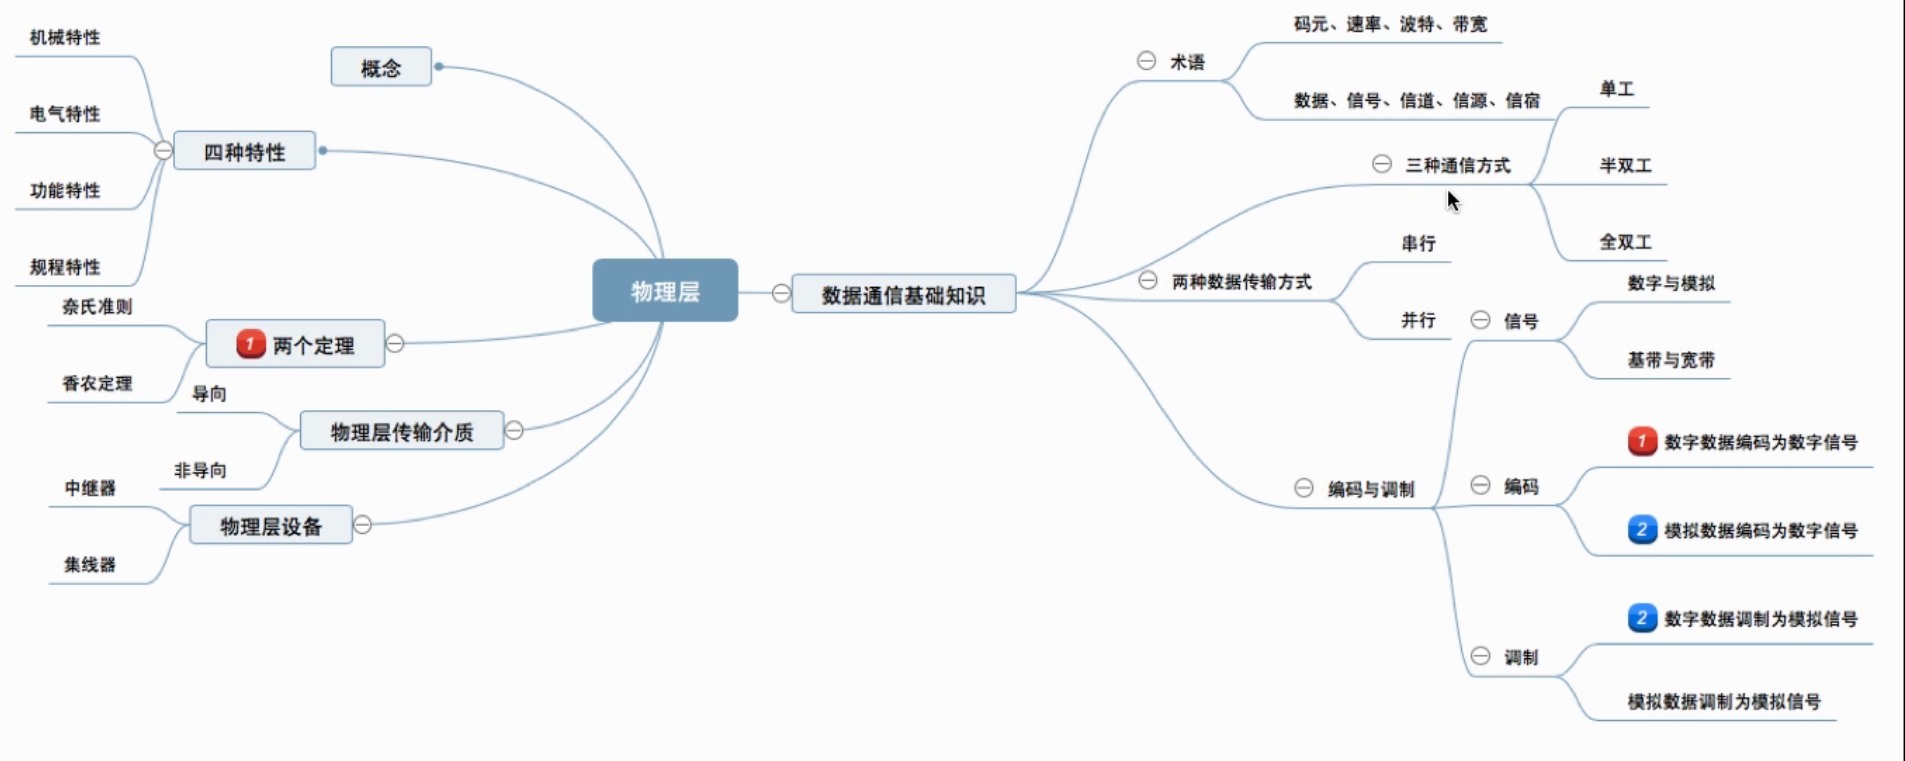 机械特性
电气特性
功能特性
规程特性
四种特性
概念
奈氏准则
香农定理
1 两个定理
导向
非导向
物理层传输介质
中继器
集线器
物理层设备
物理层
数据通信基础知识
术语
码元、速率、波特、带宽
数据、信号、信道、信源、信宿
三种通信方式
单工
半双工
全双工
两种数据传输方式
串行
并行
编码与调制
信号
数字与模拟
基带与宽带
编码
1 数字数据编码为数字信号
2 模拟数据编码为数字信号
调制
2 数字数据调制为模拟信号
模拟数据调制为模拟信号